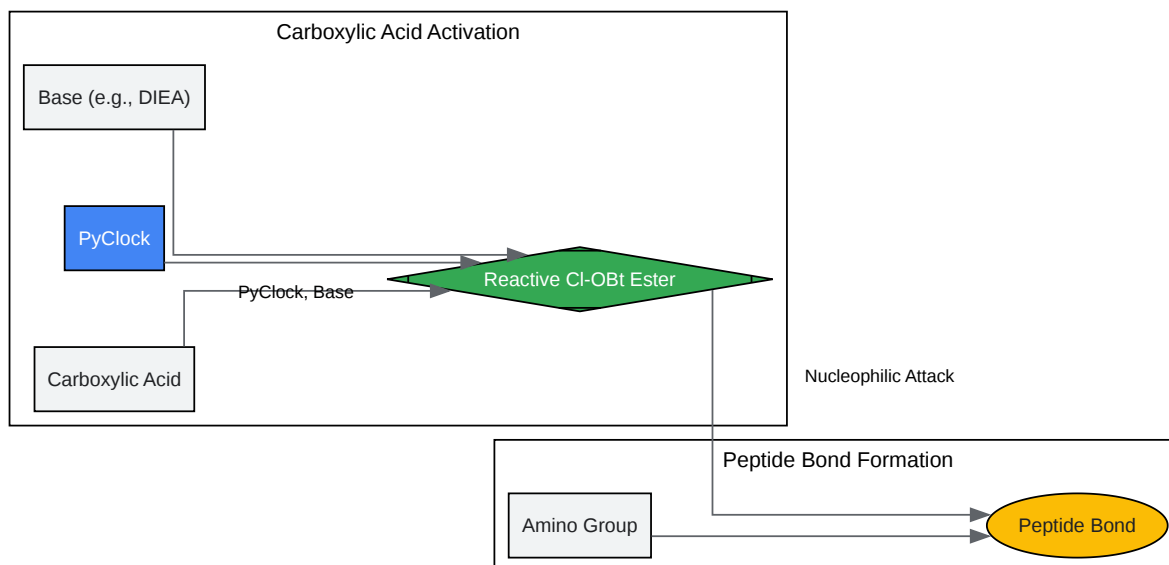 Carboxylic Acid Activation
Base (e.g., DIEA)
PyClock
Reactive Cl-OBt Ester
PyClock, Base
Carboxylic Acid
Nucleophilic Attack
Peptide Bond Formation
Amino Group
Peptide Bond